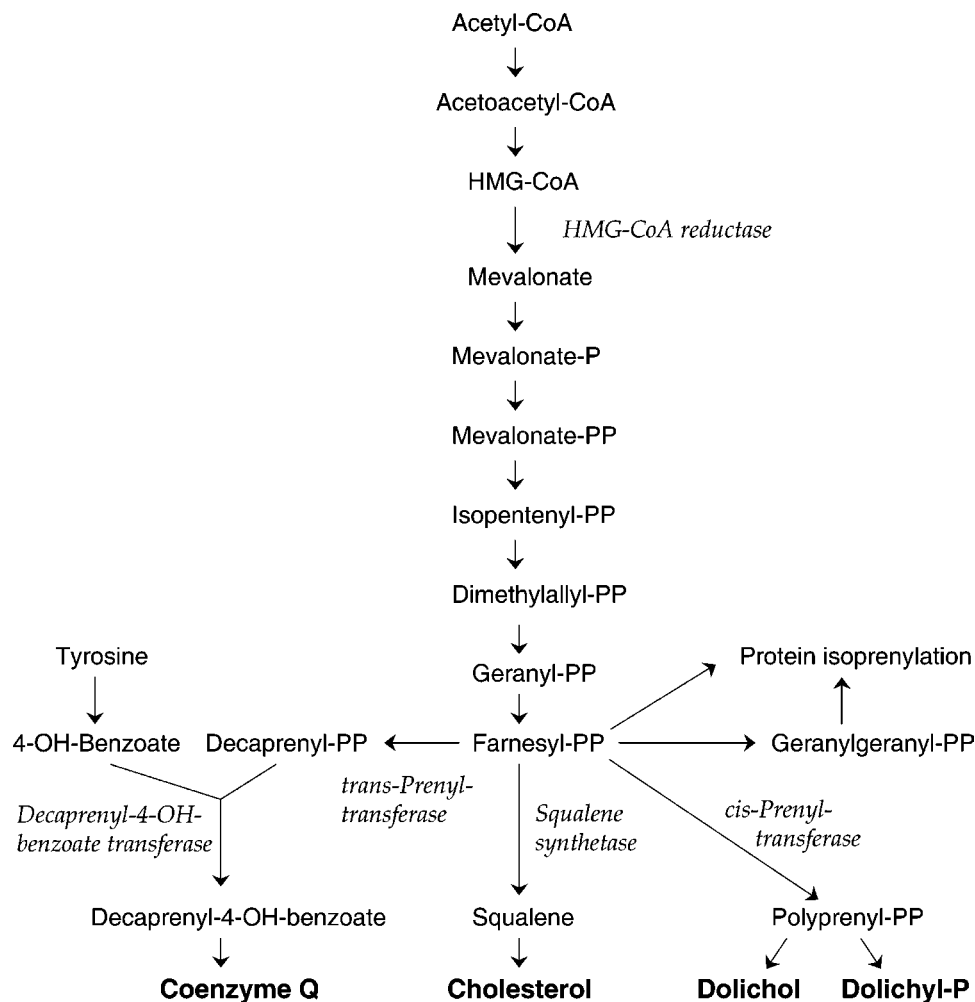 Acetyl-CoA
Acetoacetyl-CoA
HMG-CoA
HMG-CoA reductase
Mevalonate
Mevalonate-P
Mevalonate-PP
Isopentenyl-PP
Dimethylallyl-PP
Tyrosine
Geranyl-PP
Protein isoprenylation
4-OH-Benzoate
Decaprenyl-PP
Farnesyl-PP
Geranylgeranyl-PP
Decaprenyl-4-OH-
benzoate transferase
trans-Prenyl-
transferase
Squalene
synthetase
cis-Prenyl-
transferase
Decaprenyl-4-OH-benzoate
Squalene
Polyprenyl-PP
Coenzyme Q
Cholesterol
Dolichol
Dolichyl-P